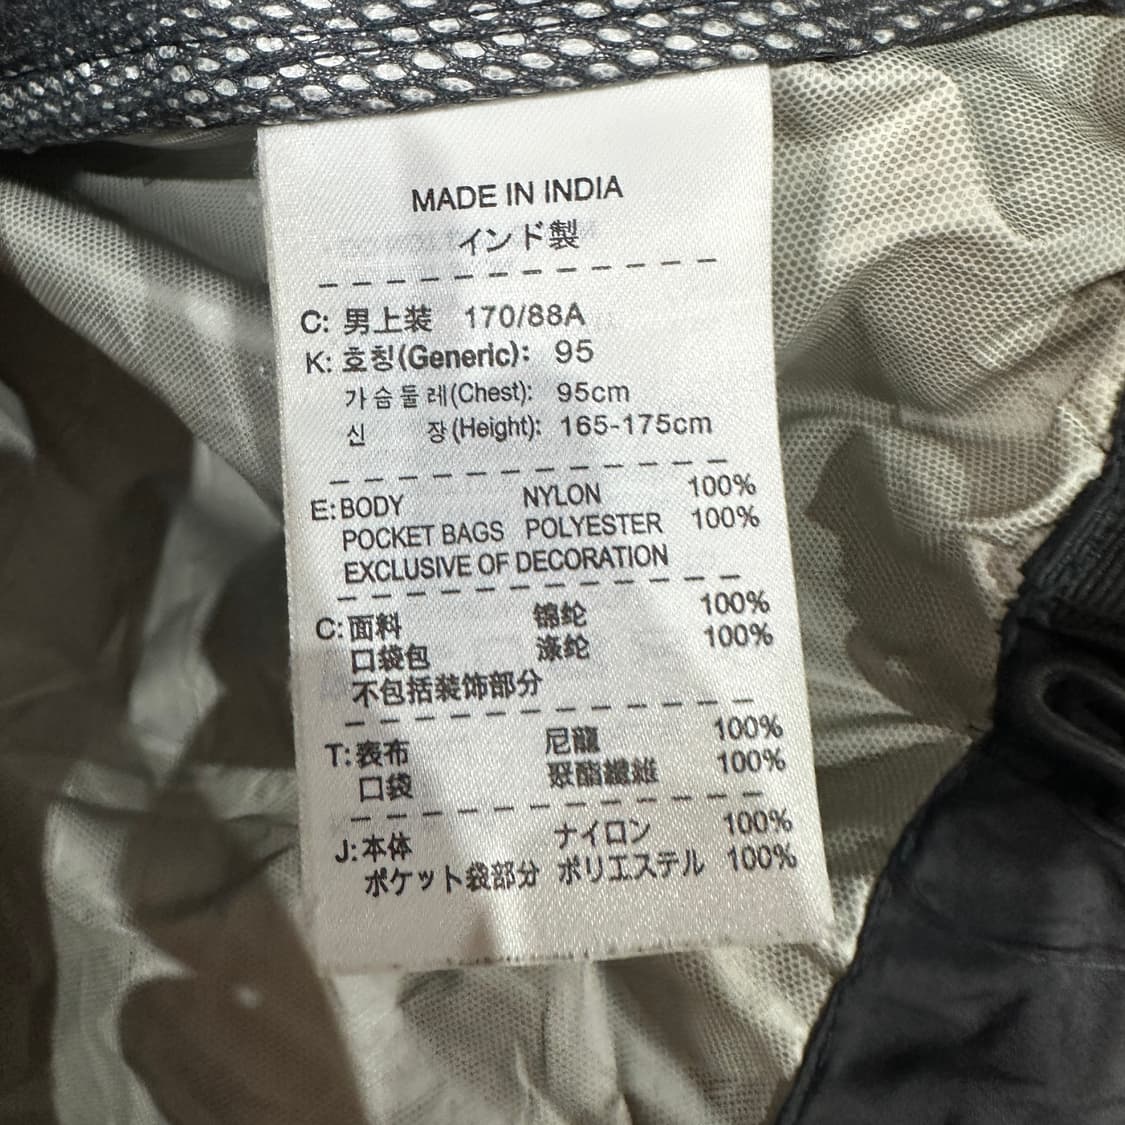 MADE IN INDIA
インド製
C: 男上装 170/88A
K: 호칭(Generic): 95
가슴둘레(Chest): 95cm
신 장(Height): 165-175cm
E: BODY NYLON 100%
POCKET BAGS POLYESTER 100%
EXCLUSIVE OF DECORATION
C: 面料 锦纶 100%
口袋包 涤纶 100%
不包括装饰部分
T: 表布 尼龍 100%
口袋 聚酯纖維 100%
J: 本体 ナイロン 100%
ポケット袋部分 ポリエステル 100%